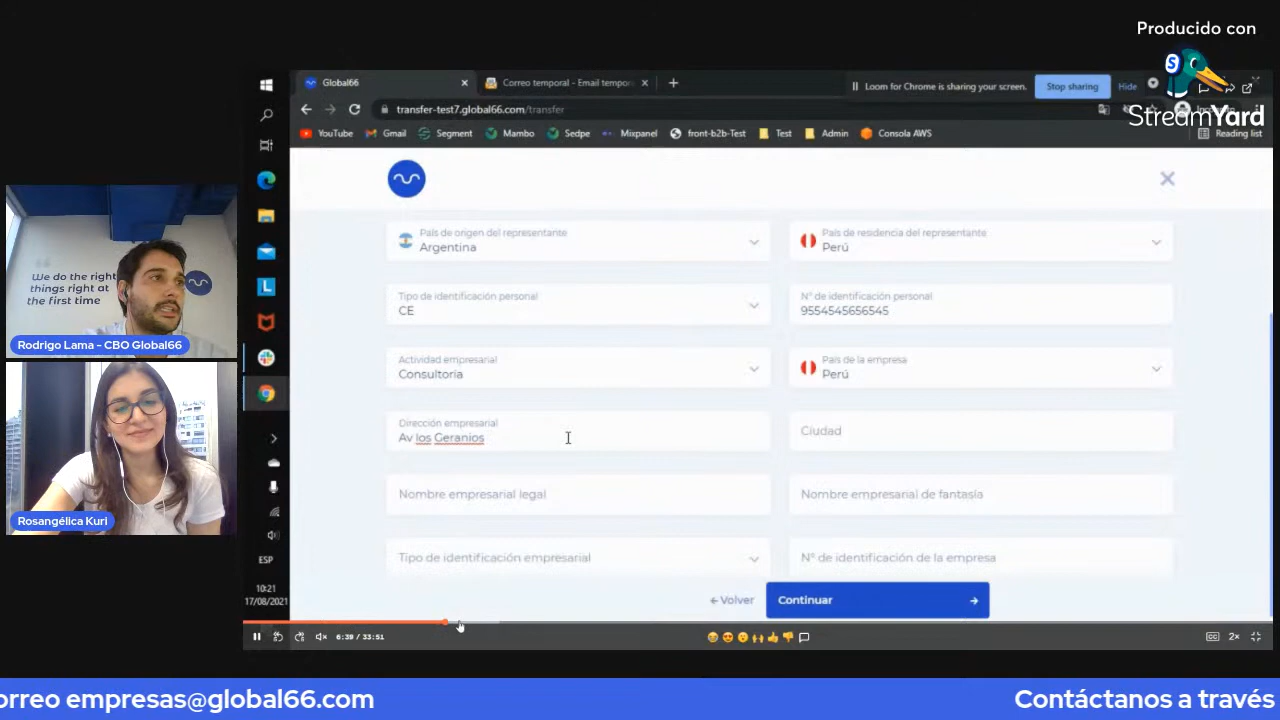 Producido con
StreamYard
Global66
Correo temporal - Email tempor
Loom for Chrome is sharing your screen.
Stop sharing
Hide
transfer-test7.global66.com/transfer
YouTube
Gmail
Segment
Mambo
Sedpe
Mixpanel
front-b2b-Test
Test
Admin
Consola AWS
Reading list
País de origen del representante
Argentina
País de residencia del representante
Perú
Tipo de identificación personal
CE
N° de identificación personal
9554545656545
Actividad empresarial
Consultoria
País de la empresa
Perú
Dirección empresarial
Av los Geranios
Ciudad
Nombre empresarial legal
Nombre empresarial de fantasía
Tipo de identificación empresarial
N° de identificación de la empresa
Volver
Continuar
ESP
10:21
17/08/2021
6:39 / 33:51
CC
2×
We do the right
things right at
the first time
Rodrigo Lama - CBO Global66
Rosangélica Kuri
orreo empresas@global66.com
Contáctanos a través